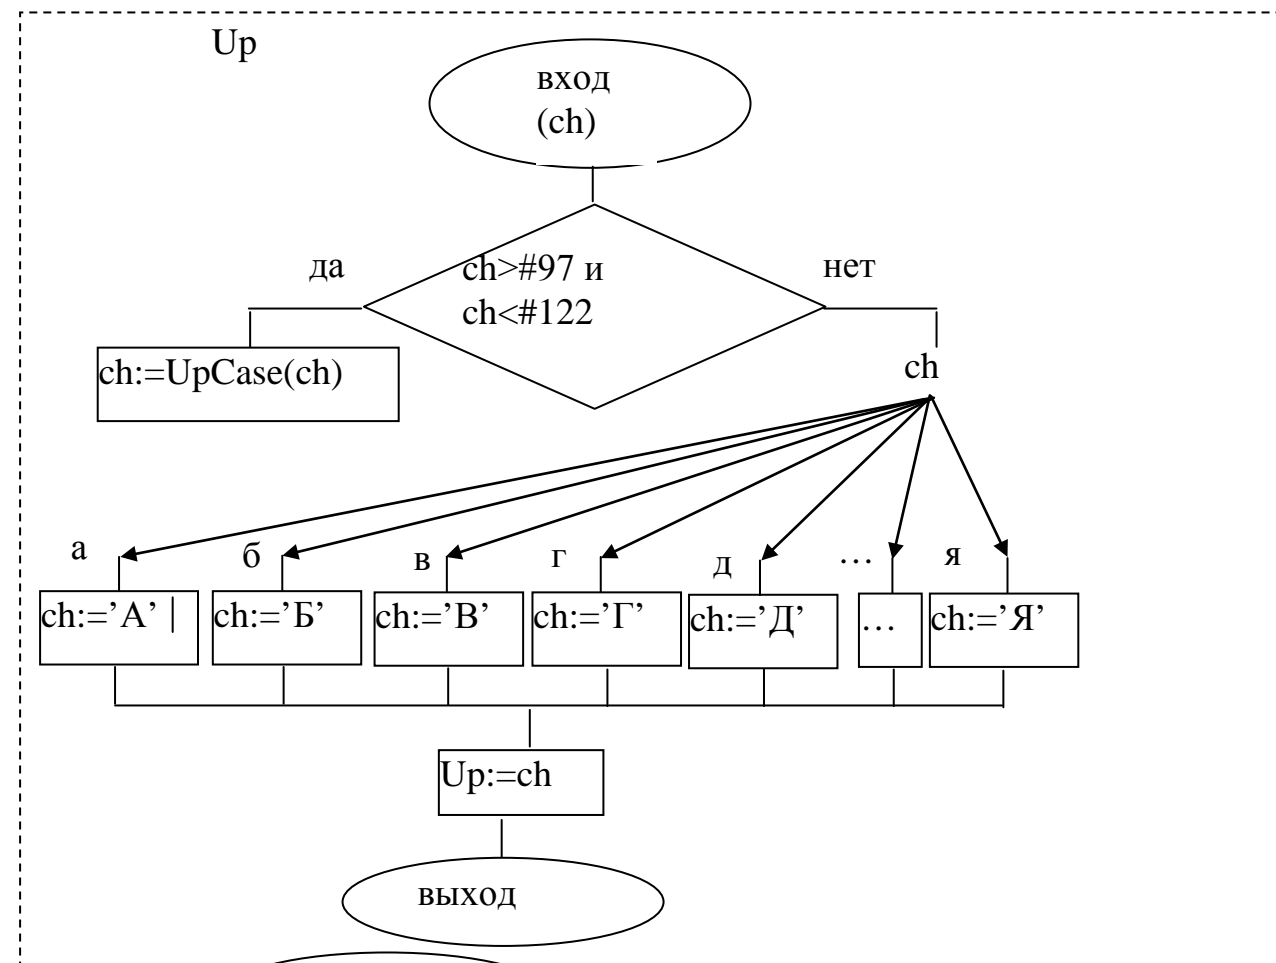 Up
вход
(ch)
да
ch>#97 и
ch<#122
нет
ch:=UpCase(ch)
ch
а
б
в
г
д
…
я
ch:=’А’ |
ch:=’Б’
ch:=’В’
ch:=’Г’
ch:=’Д’
…
ch:=’Я’
Up:=ch
выход